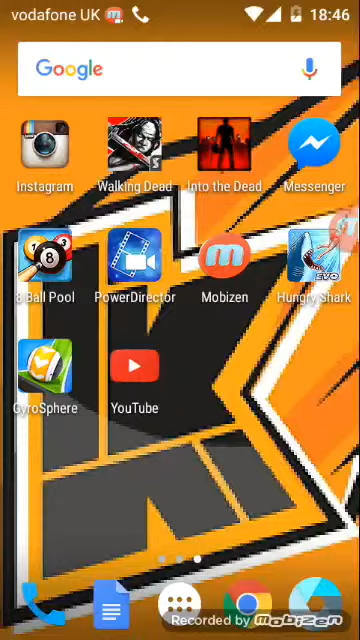 vodafone UK
18:46
Google
Instagram
Walking Dead
Into the Dead
Messenger
8 Ball Pool
PowerDirector
Mobizen
Hungry Shark
EVO
GyroSphere
YouTube
Recorded by Mobizen